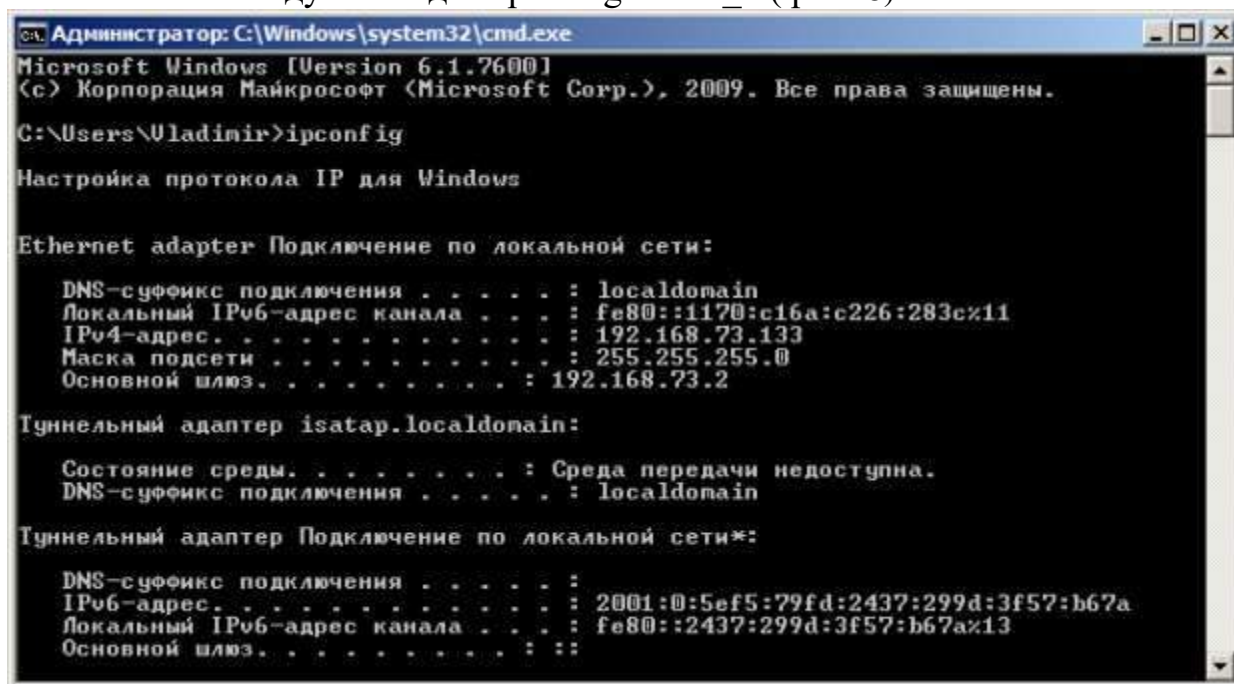 Администратор: C:\Windows\system32\cmd.exe
Microsoft Windows [Version 6.1.7600]
(c) Корпорация Майкрософт (Microsoft Corp.), 2009. Все права защищены.
C:\Users\Vladimir>ipconfig
Настройка протокола IP для Windows
Ethernet adapter Подключение по локальной сети:
DNS-суффикс подключения . . . . . : localdomain
Локальный IPv6-адрес канала . . . : fe80::1170:c16a:c226:283c%11
IPv4-адрес. . . . . . . . . . . . : 192.168.73.133
Маска подсети . . . . . . . . . . : 255.255.255.0
Основной шлюз. . . . . . . . . : 192.168.73.2
Туннельный адаптер isatap.localdomain:
Состояние среды. . . . . . . . : Среда передачи недоступна.
DNS-суффикс подключения . . . . . : localdomain
Туннельный адаптер Подключение по локальной сети*:
DNS-суффикс подключения . . . . . :
IPv6-адрес. . . . . . . . . . . . : 2001:0:5ef5:79fd:2437:299d:3f57:b67a
Локальный IPv6-адрес канала . . . : fe80::2437:299d:3f57:b67a%13
Основной шлюз. . . . . . . . . : ::